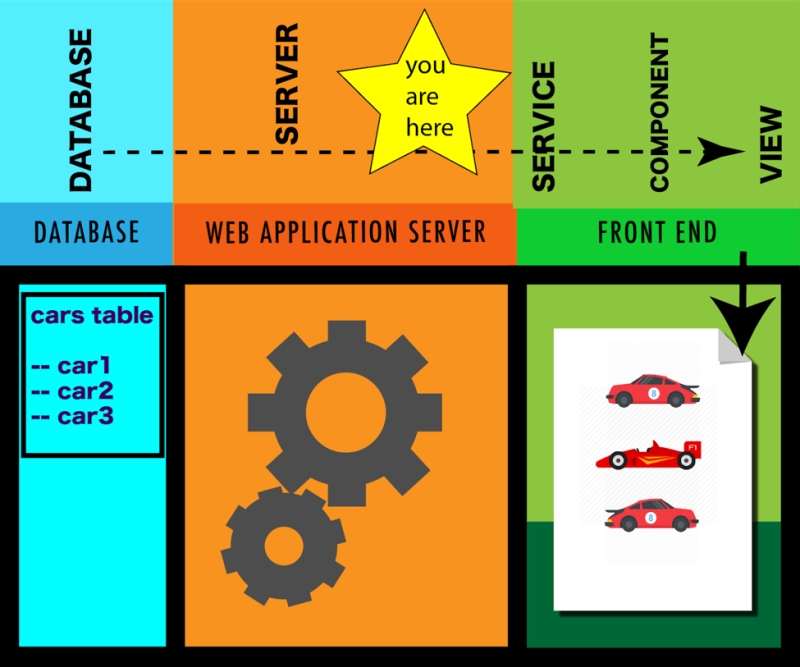 DATABASE
SERVER
you
are
here
SERVICE
COMPONENT
VIEW
DATABASE
WEB APPLICATION SERVER
FRONT END
cars table
-- car1
-- car2
-- car3
8
F1
8